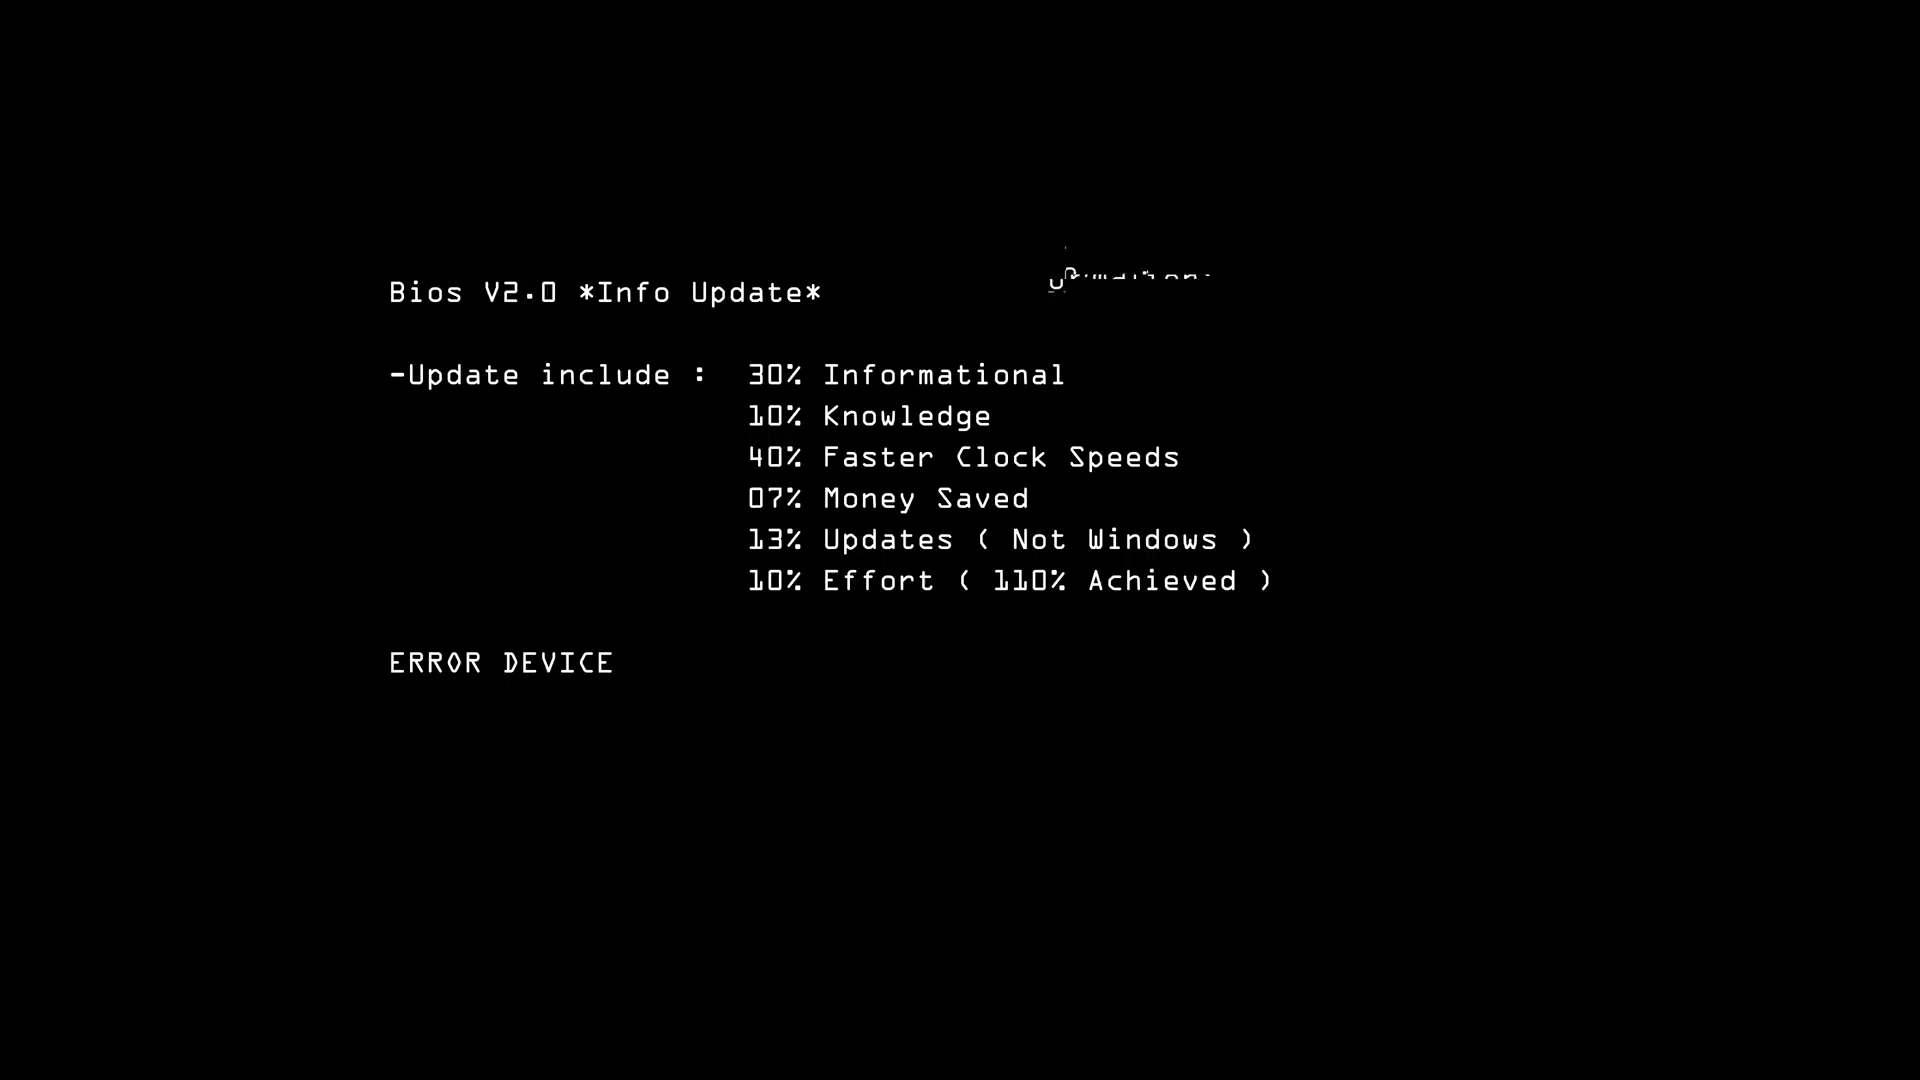 Bios V2.0 *Info Update*
-Update include : 30% Informational
10% Knowledge
40% Faster Clock Speeds
07% Money Saved
13% Updates ( Not Windows )
10% Effort ( 110% Achieved )
ERROR DEVICE